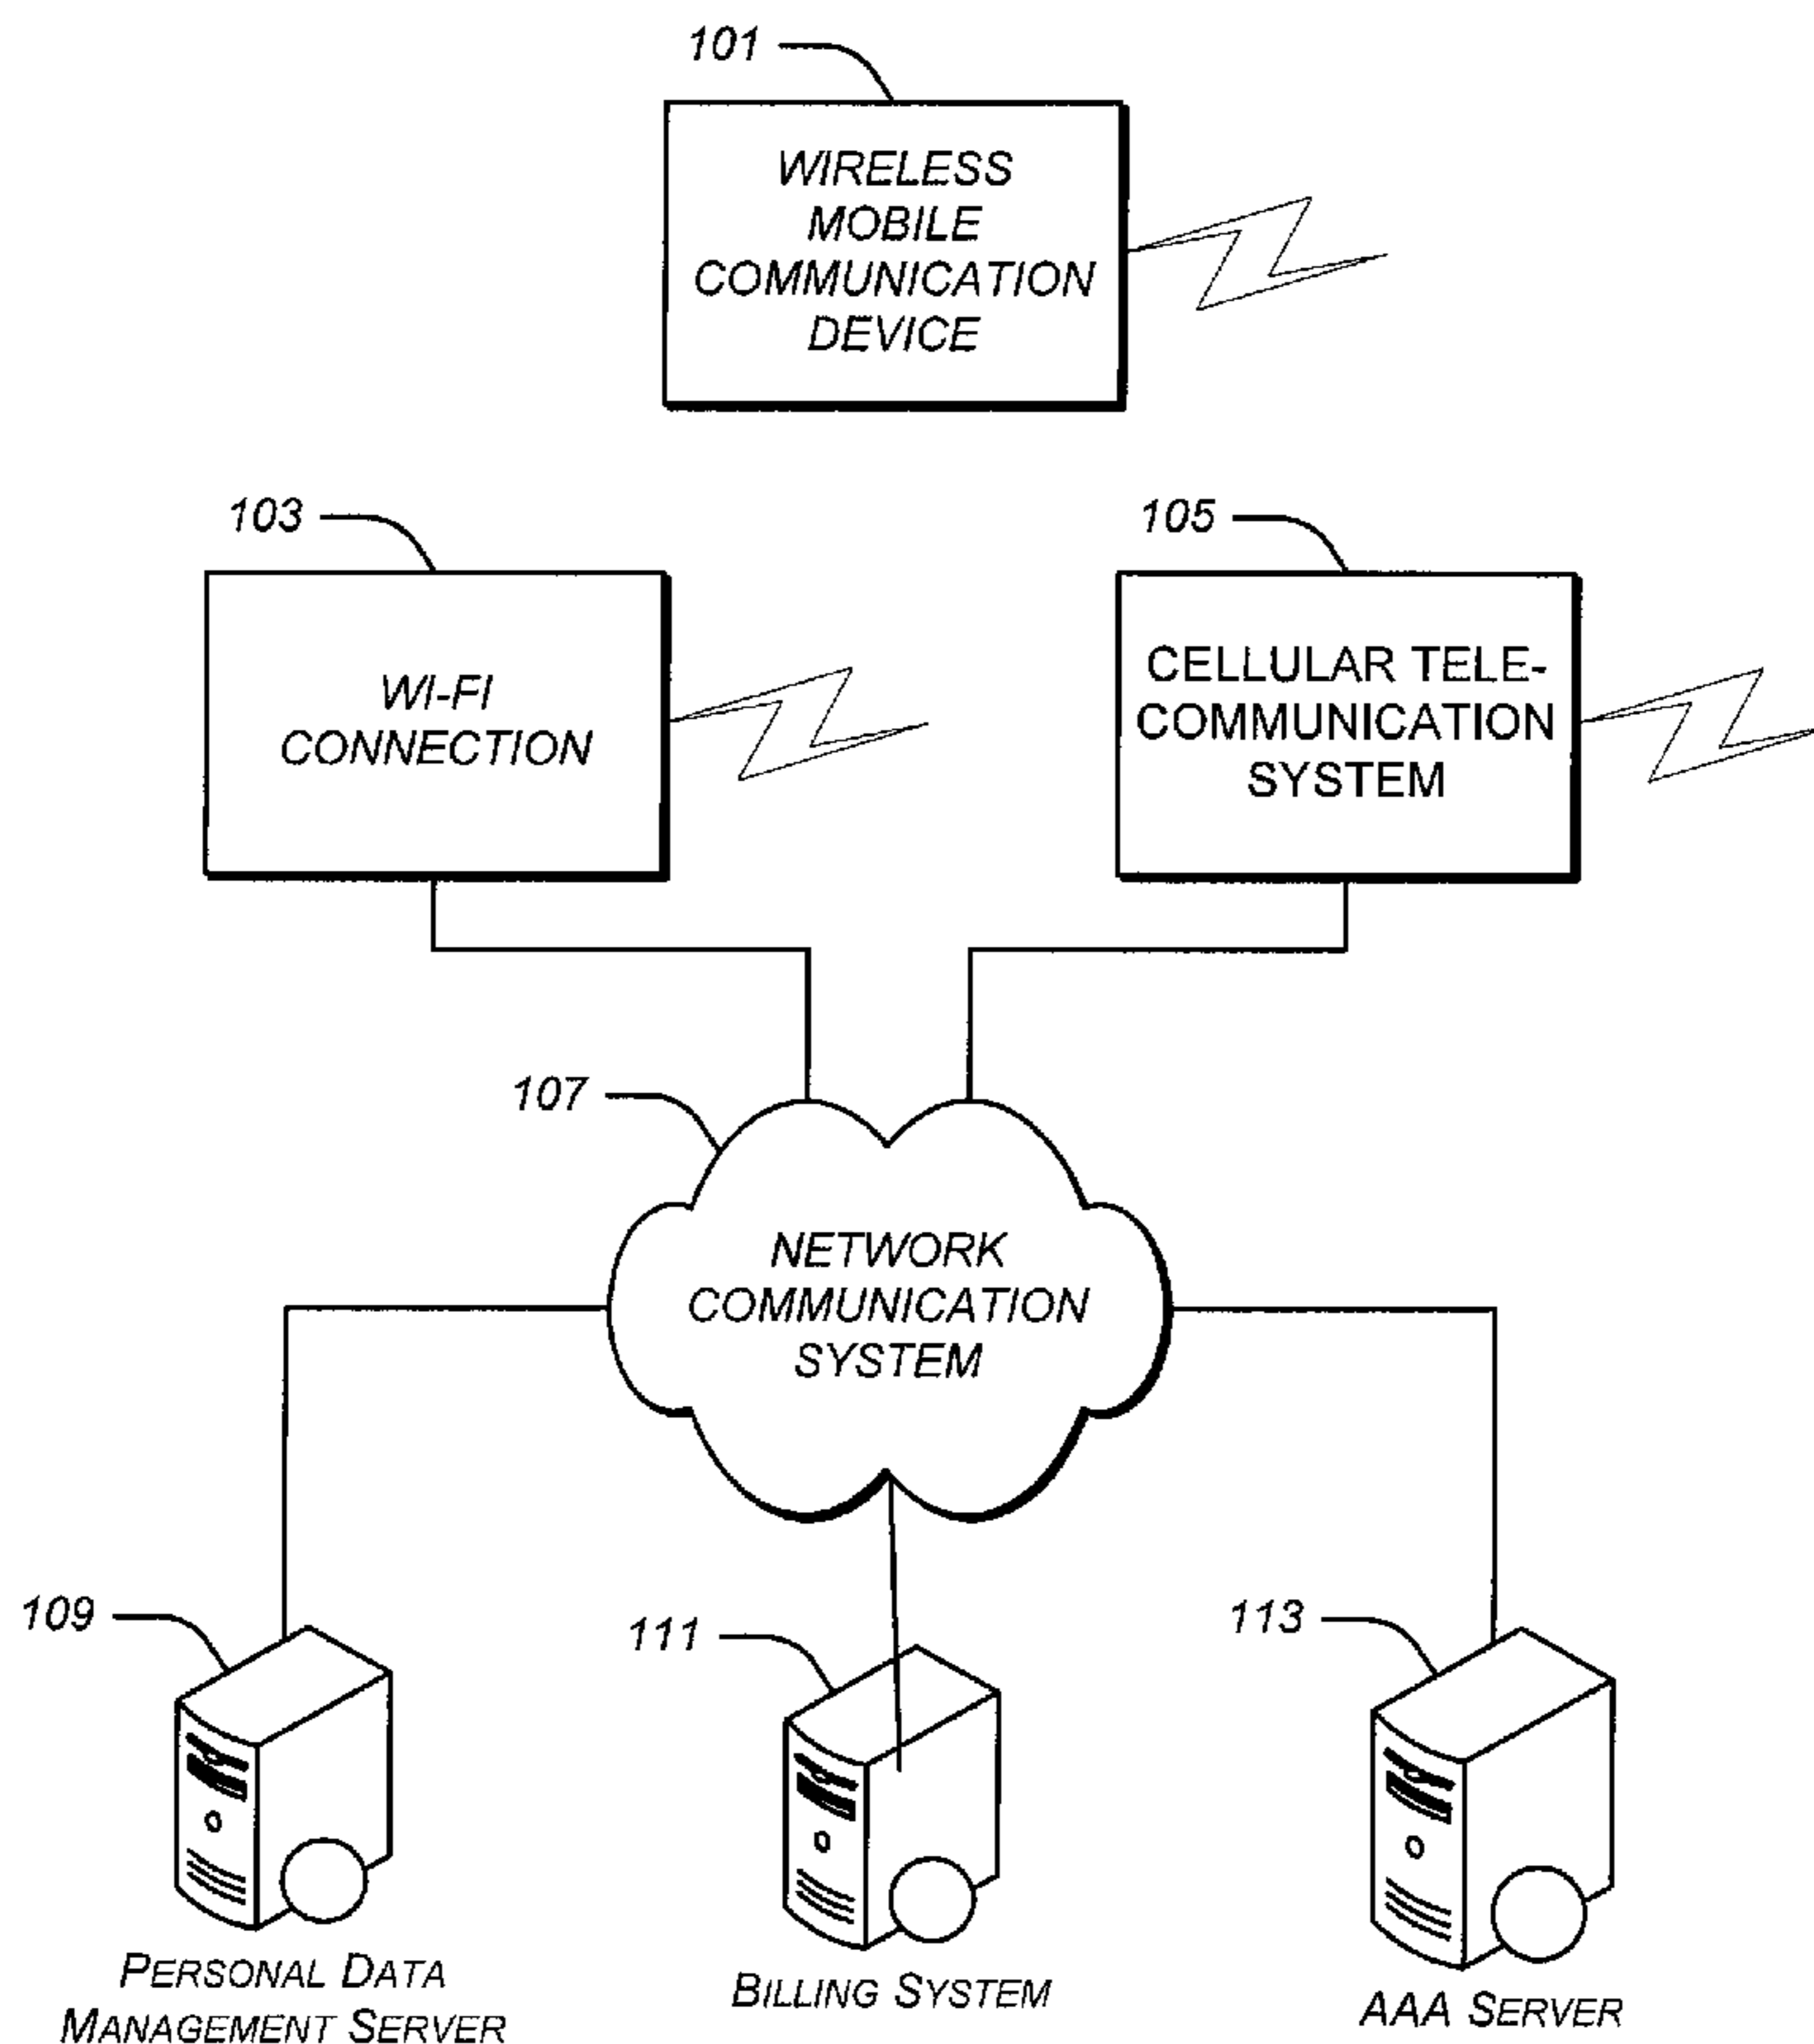 101
WIRELESS
MOBILE
COMMUNICATION
DEVICE
103
105
WI-FI
CONNECTION
CELLULAR TELE-
COMMUNICATION
SYSTEM
107
NETWORK
COMMUNICATION
SYSTEM
109
111
113
PERSONAL DATA
MANAGEMENT SERVER
BILLING SYSTEM
AAA SERVER